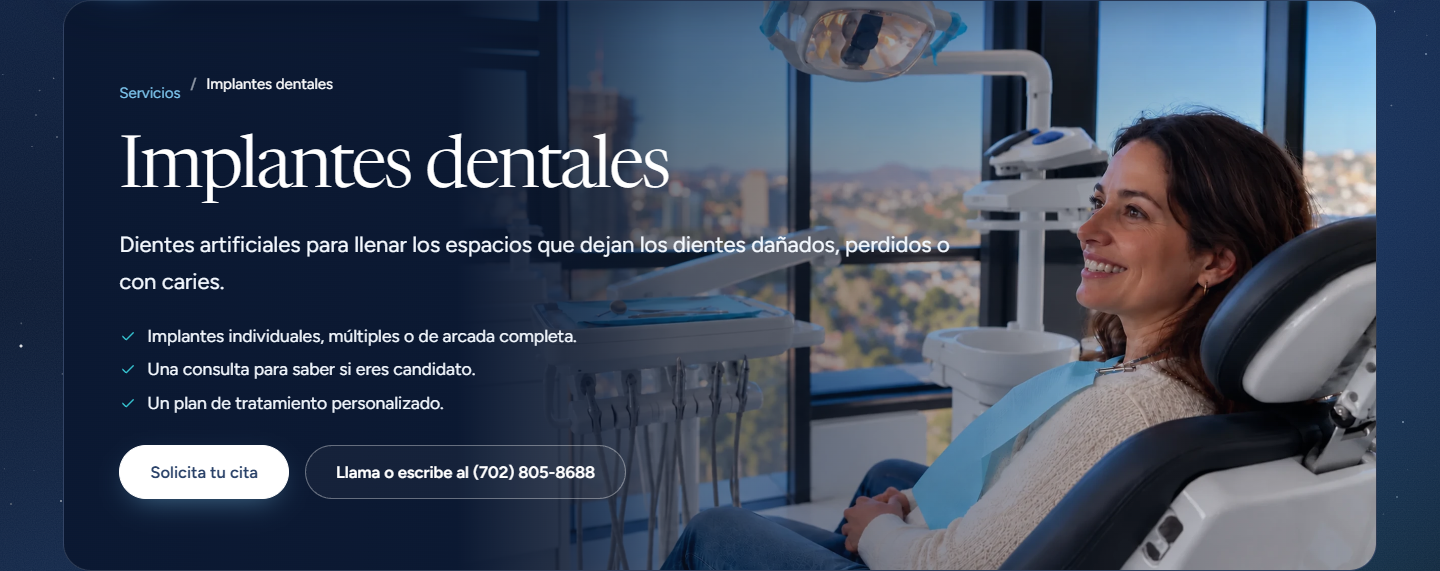 Servicios / Implantes dentales
Implantes dentales
Dientes artificiales para llenar los espacios que dejan los dientes dañados, perdidos o
con caries.
Implantes individuales, múltiples o de arcada completa.
Una consulta para saber si eres candidato.
Un plan de tratamiento personalizado.
Solicita tu cita
Llama o escribe al (702) 805-8688